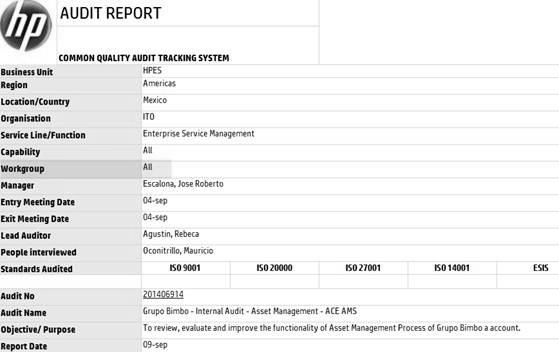 hp
AUDIT REPORT
COMMON QUALITY AUDIT TRACKING SYSTEM
Business Unit HPES
Region Americas
Location/Country Mexico
Organisation ITO
Service Line/Function Enterprise Service Management
Capability All
Workgroup All
Manager Escalona, Jose Roberto
Entry Meeting Date 04-sep
Exit Meeting Date 04-sep
Lead Auditor Agustin, Rebeca
People interviewed Oconitrillo, Mauricio
Standards Audited ISO 9001 ISO 20000 ISO 27001 ISO 14001 ESIS
Audit No 201406914
Audit Name Grupo Bimbo - Internal Audit - Asset Management - ACE AMS
Objective/ Purpose To review, evaluate and improve the functionality of Asset Management Process of Grupo Bimbo a account.
Report Date 09-sep